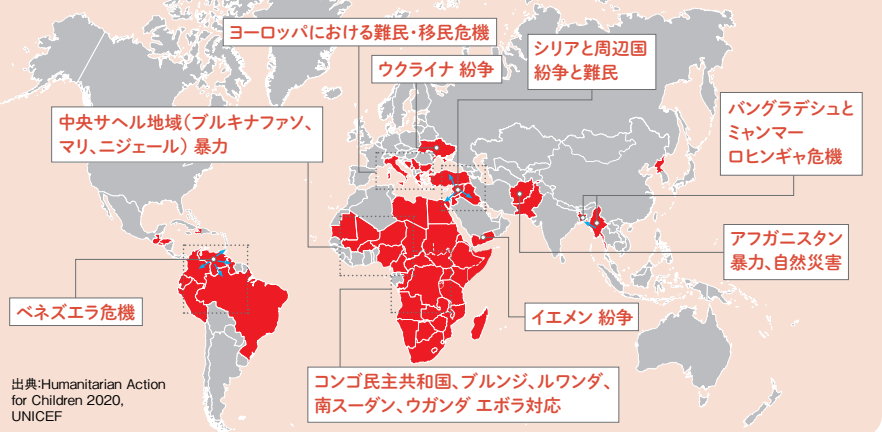 ヨーロッパにおける難民・移民危機
ウクライナ 紛争
シリアと周辺国
紛争と難民
中央サヘル地域(ブルキナファソ、
マリ、ニジェール) 暴力
バングラデシュと
ミャンマー
ロヒンギャ危機
アフガニスタン
暴力、自然災害
ベネズエラ危機
イエメン 紛争
コンゴ民主共和国、ブルンジ、ルワンダ、
南スーダン、ウガンダ エボラ対応
出典:Humanitarian Action
for Children 2020,
UNICEF